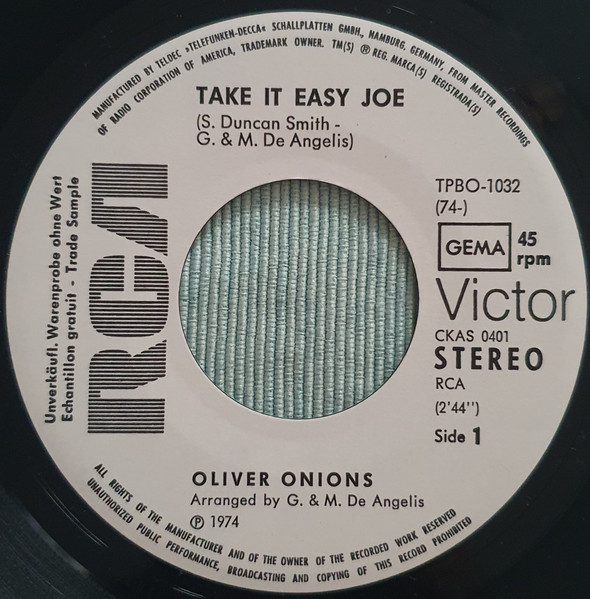 MANUFACTURED BY TELDEC »TELEFUNKEN-DECCA« SCHALLPLATTEN GMBH., HAMBURG, GERMANY, FROM MASTER RECORDINGS
OF RADIO CORPORATION OF AMERICA, TRADEMARK OWNER. TM(S) ® REG. MARCA(S) REGISTRADA(S)
TAKE IT EASY JOE
(S. Duncan Smith -
G. & M. De Angelis)
Unverkäufl. Warenprobe ohne Wert
Echantillon gratuit - Trade Sample
RCA
TPBO-1032
(74-)
GEMA
45
rpm
Victor
CKAS 0401
STEREO
RCA
(2'44'')
Side 1
OLIVER ONIONS
Arranged by G. & M. De Angelis
℗ 1974
ALL RIGHTS OF THE MANUFACTURER AND OF THE OWNER OF THE RECORDED WORK RESERVED
UNAUTHORIZED PUBLIC PERFORMANCE, BROADCASTING AND COPYING OF THIS RECORD PROHIBITED